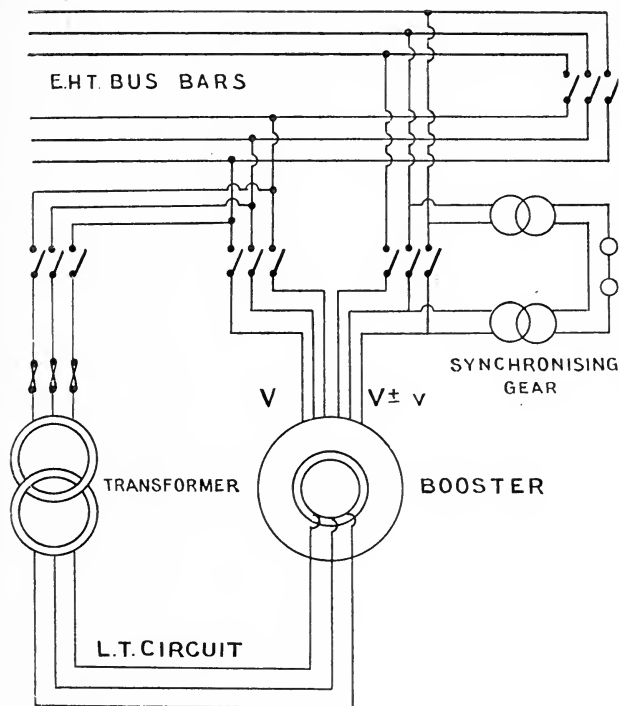 E.H.T. BUS BARS
SYNCHRONISING
GEAR
V
V ± v
TRANSFORMER
BOOSTER
L.T. CIRCUIT